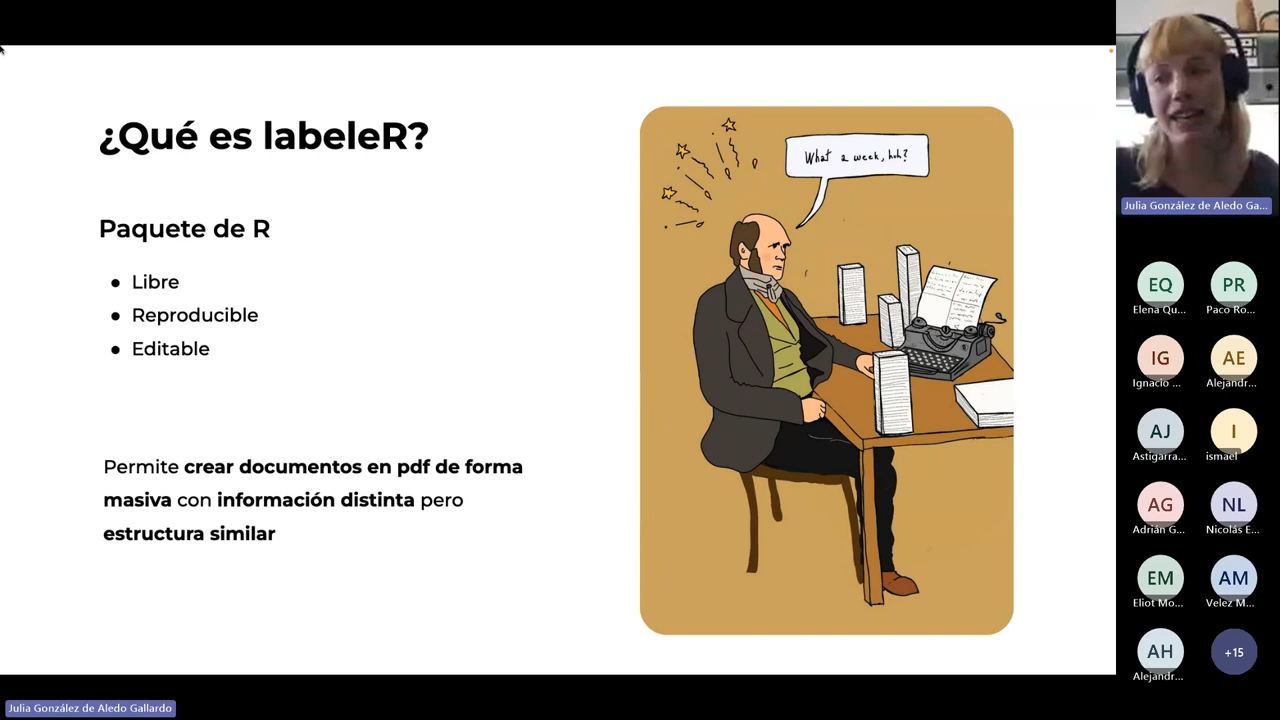 ¿Qué es labeleR?
Paquete de R
● Libre
● Reproducible
● Editable
Permite crear documentos en pdf de forma
masiva con información distinta pero
estructura similar
What a week, huh?
Julia González de Aledo Ga...
EQ
Elena Qu...
PR
Paco Ro...
IG
Ignacio ...
AE
Alejandr...
AJ
Astigarra...
I
ismael
AG
Adrián G...
NL
Nicolás E...
EM
Eliot Mo...
AM
Velez M...
AH
Alejandr...
+15
Julia González de Aledo Gallardo